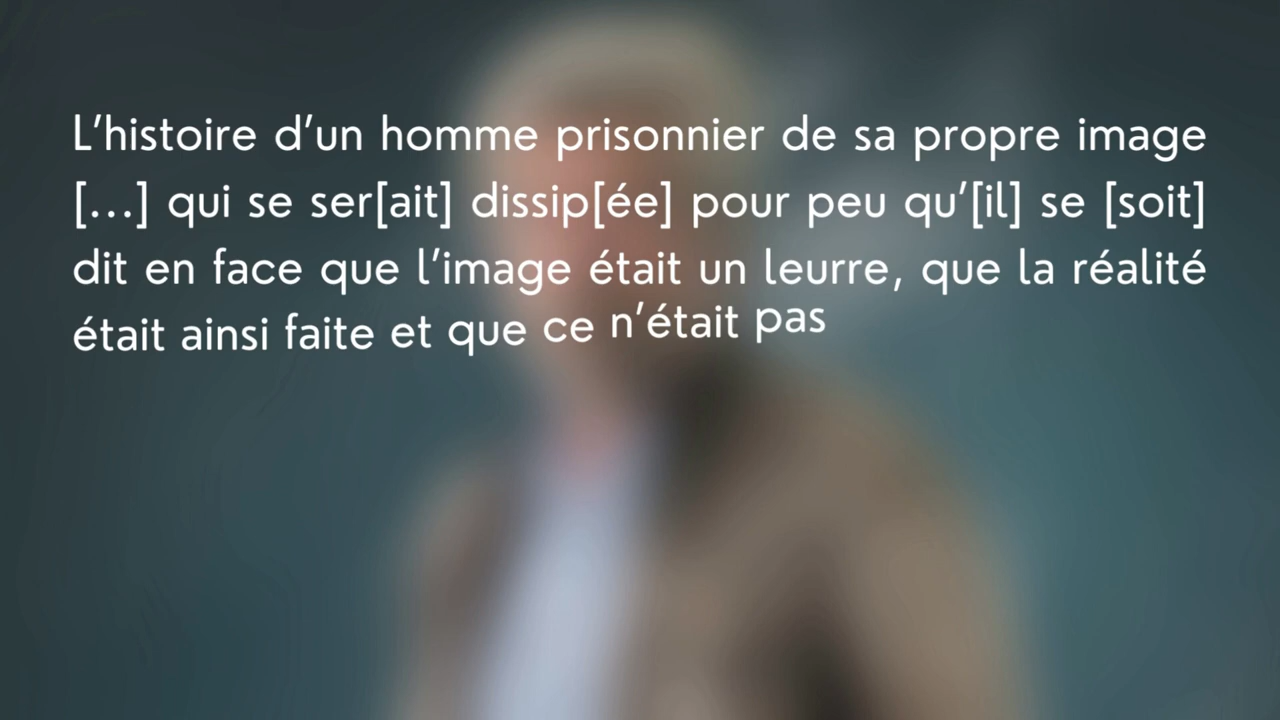 L’histoire d’un homme prisonnier de sa propre image
[…] qui se ser[ait] dissip[ée] pour peu qu’[il] se [soit]
dit en face que l’image était un leurre, que la réalité
était ainsi faite et que ce n’était pas